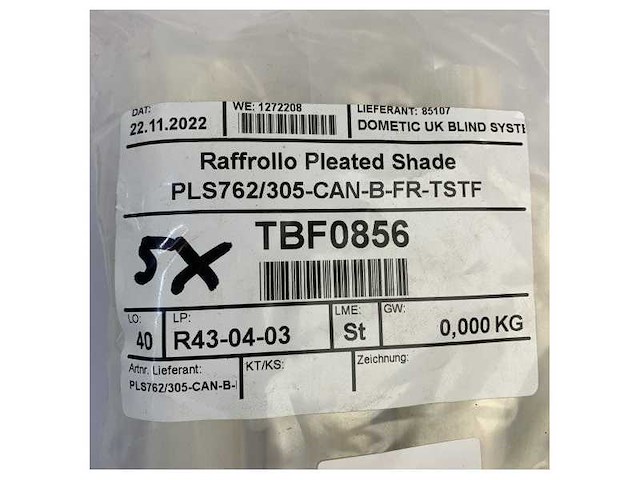 DAT: WE: 1272208 LIEFERANT: 85107
22.11.2022 DOMETIC UK BLIND SYSTE
Raffrollo Pleated Shade
PLS762/305-CAN-B-FR-TSTF
5X TBF0856
LO: LP: LME: GW:
40 R43-04-03 St 0,000 KG
Artnr. Lieferant: KT/KS: Zeichnung:
PLS762/305-CAN-B-